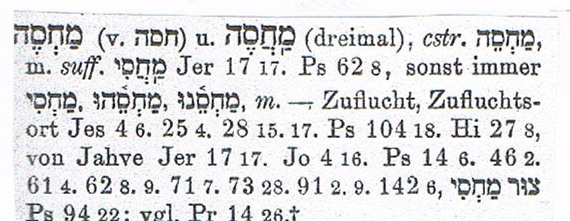 מַחְסֶה (v. חסה) u. מַֽחֲסֶה (dreimal), cstr. מַחְסֵה,
m. suff. מַֽחֲסִי Jer 17 17. Ps 62 8, sonst immer
מַחְסִי, מַחְסֵהוּ, מַחְסֵנוּ, m. — Zuflucht, Zufluchts-
ort Jes 4 6. 25 4. 28 15. 17. Ps 104 18. Hi 27 8,
von Jahve Jer 17 17. Jo 4 16. Ps 14 6. 46 2.
61 4. 62 8. 9. 71 7. 73 28. 91 2. 9. 142 6, צוּר מַחְסִי
Ps 94 22; vgl. Pr 14 26.†